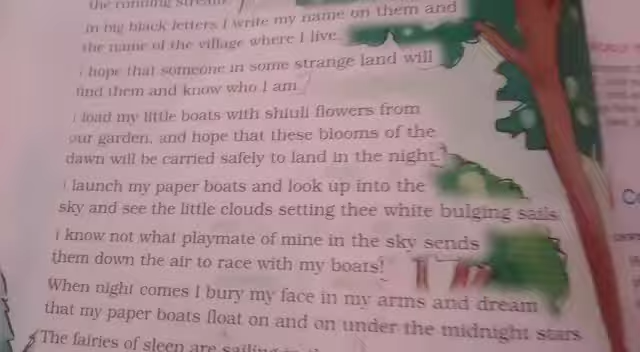 the running stream.
in big black letters I write my name on them and
the name of the village where I live.
i hope that someone in some strange land will
find them and know who I am
i load my little boats with shiuli flowers from
our garden, and hope that these blooms of the
dawn will be carried safely to land in the night.
i launch my paper boats and look up into the
sky and see the little clouds setting thee white bulging sails
i know not what playmate of mine in the sky sends
them down the air to race with my boats!
When night comes I bury my face in my arms and dream
that my paper boats float on and on under the midnight stars
The fairies of sleep are sailing